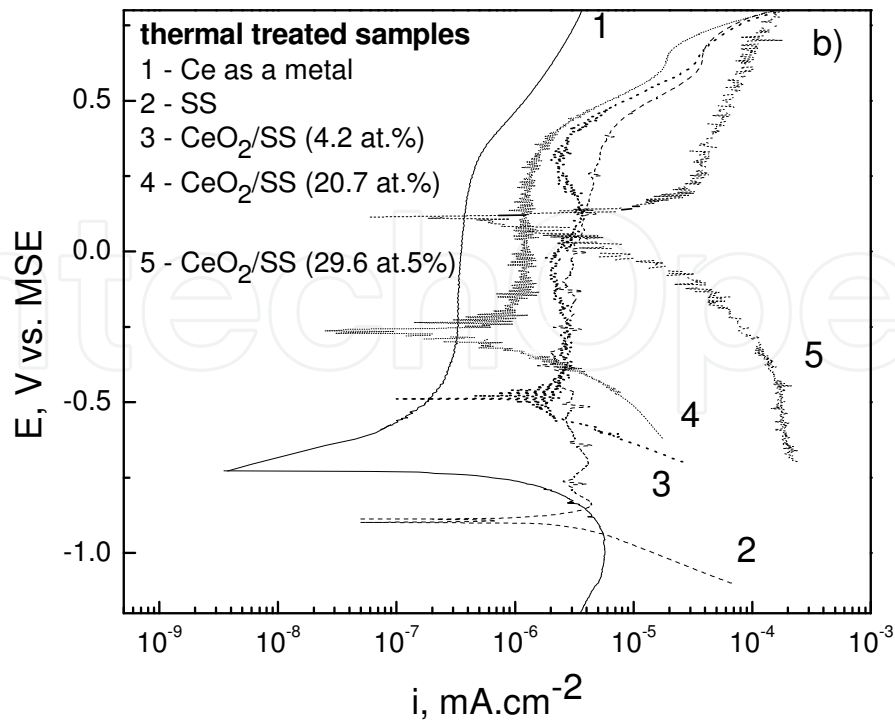 thermal treated samples
1 - Ce as a metal
2 - SS
3 - CeO2/SS (4.2 at.%)
4 - CeO2/SS (20.7 at.%)
5 - CeO2/SS (29.6 at.5%)
b)
1
2
3
4
5
E, V vs. MSE
0.5
0.0
-0.5
-1.0
10-9
10-8
10-7
10-6
10-5
10-4
10-3
i, mA.cm-2
ntechOpe